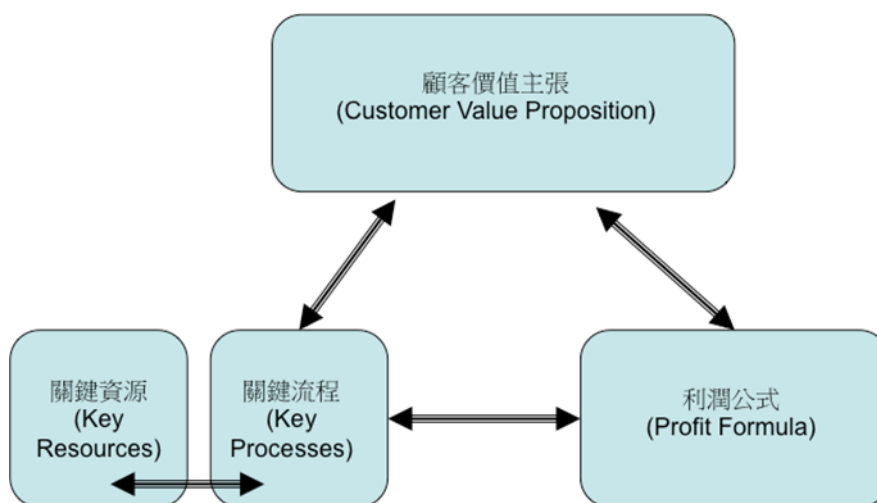 顧客價值主張
(Customer Value Proposition)
關鍵資源
(Key
Resources)
關鍵流程
(Key
Processes)
利潤公式
(Profit Formula)